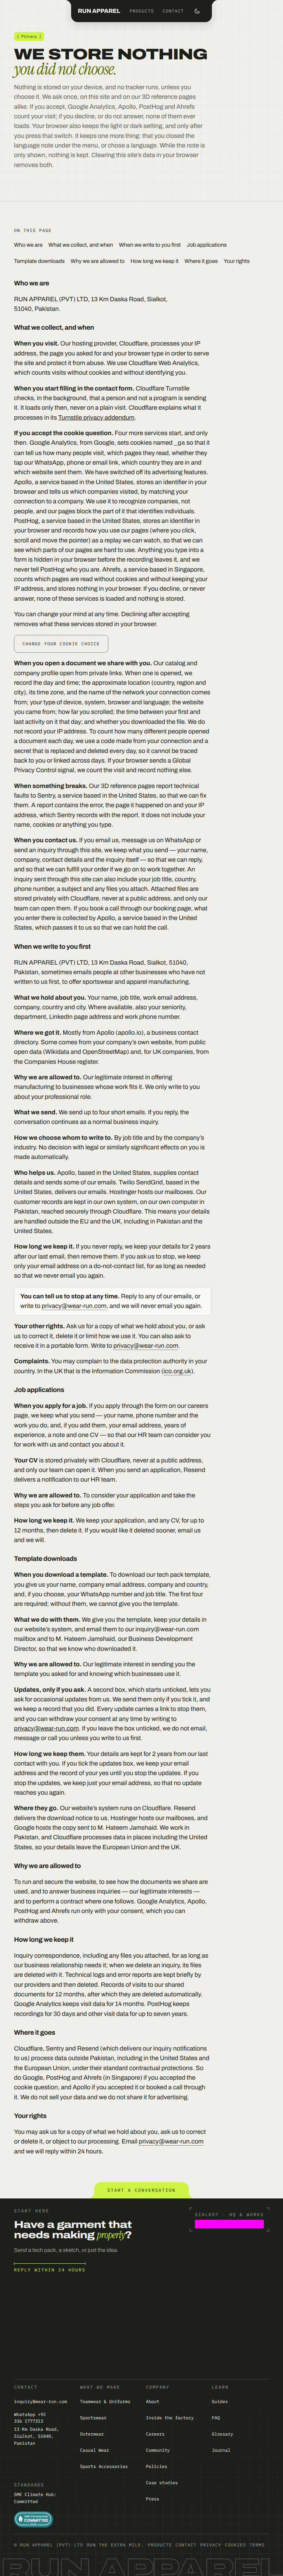 RUN APPAREL PRODUCTS CONTACT
[ Privacy ]
WE STORE NOTHING
you did not choose.
Nothing is stored on your device, and no tracker runs, unless you
choose it. We ask once, on this site and on our 3D reference pages
alike. If you accept, Google Analytics, Apollo, PostHog and Ahrefs
count your visit; if you decline, or do not answer, none of them ever
loads. Your browser also keeps the light or dark setting, and only after
you press that switch. It keeps one more thing: that you closed the
language note under the menu, or chose a language. While the note is
only shown, nothing is kept. Clearing this site's data in your browser
removes both.
ON THIS PAGE
Who we are What we collect, and when When we write to you first Job applications
Template downloads Why we are allowed to How long we keep it Where it goes Your rights
Who we are
RUN APPAREL (PVT) LTD, 13 Km Daska Road, Sialkot,
51040, Pakistan.
What we collect, and when
When you visit. Our hosting provider, Cloudflare, processes your IP
address, the page you asked for and your browser type in order to serve
the site and protect it from abuse. We use Cloudflare Web Analytics,
which counts visits without cookies and without identifying you.
When you start filling in the contact form. Cloudflare Turnstile
checks, in the background, that a person and not a program is sending
it. It loads only then, never on a plain visit. Cloudflare explains what it
processes in its Turnstile privacy addendum.
If you accept the cookie question. Four more services start, and only
then. Google Analytics, from Google, sets cookies named _ga so that it
can tell us how many people visit, which pages they read, whether they
tap our WhatsApp, phone or email link, which country they are in and
which website sent them. We have switched off its advertising features.
Apollo, a service based in the United States, stores an identifier in
your browser and tells us which companies visited, by matching your
connection to a company. We use it to recognize companies, not
people, and our pages block the part of it that identifies individuals.
PostHog, a service based in the United States, stores an identifier in
your browser and records how you use our pages (where you click,
scroll and move the pointer) as a replay we can watch, so that we can
see which parts of our pages are hard to use. Anything you type into a
form is hidden in your browser before the recording leaves it, and we
never tell PostHog who you are. Ahrefs, a service based in Singapore,
counts which pages are read without cookies and without keeping your
IP address, and stores nothing in your browser. If you decline, or never
answer, none of these services is loaded and nothing is stored.
You can change your mind at any time. Declining after accepting
removes what these services stored in your browser.
CHANGE YOUR COOKIE CHOICE
When you open a document we share with you. Our catalog and
company profile open from private links. When one is opened, we
record the day and time; the approximate location (country, region and
city), its time zone, and the name of the network your connection comes
from; your type of device, system, browser and language; the website
you came from; how far you scrolled, the time between your first and
last activity on it that day; and whether you downloaded the file. We do
not record your IP address. To count how many different people opened
a document each day, we use a code made from your connection and a
secret that is replaced and deleted every day, so it cannot be traced
back to you or linked across days. If your browser sends a Global
Privacy Control signal, we count the visit and record nothing else.
When something breaks. Our 3D reference pages report technical
faults to Sentry, a service based in the United States, so that we can fix
them. A report contains the error, the page it happened on and your IP
address, which Sentry records with the report. It does not include your
name, cookies or anything you type.
When you contact us. If you email us, message us on WhatsApp or
send an inquiry through this site, we keep what you send — your name,
company, contact details and the inquiry itself — so that we can reply,
and so that we can fulfill your order if we go on to work together. An
inquiry sent through this site can also include your job title, country,
phone number, a subject and any files you attach. Attached files are
stored privately with Cloudflare, never at a public address, and only our
team can open them. If you book a call through our booking page, what
you enter there is collected by Apollo, a service based in the United
States, which passes it to us so that we can hold the call.
When we write to you first
RUN APPAREL (PVT) LTD, 13 Km Daska Road, Sialkot, 51040,
Pakistan, sometimes emails people at other businesses who have not
written to us first, to offer sportswear and apparel manufacturing.
What we hold about you. Your name, job title, work email address,
company, country and city. Where available, also your seniority,
department, LinkedIn page address and work phone number.
Where we got it. Mostly from Apollo (apollo.io), a business contact
directory. Some comes from your company's own website, from public
open data (Wikidata and OpenStreetMap) and, for UK companies, from
the Companies House register.
Why we are allowed to. Our legitimate interest in offering
manufacturing to businesses whose work fits it. We only write to you
about your professional role.
What we send. We send up to four short emails. If you reply, the
conversation continues as a normal business inquiry.
How we choose whom to write to. By job title and by the company's
industry. No decision with legal or similarly significant effects on you is
made automatically.
Who helps us. Apollo, based in the United States, supplies contact
details and sends some of our emails. Twilio SendGrid, based in the
United States, delivers our emails. Hostinger hosts our mailboxes. Our
customer records are kept in our own system, on our own computer in
Pakistan, reached securely through Cloudflare. This means your details
are handled outside the EU and the UK, including in Pakistan and the
United States.
How long we keep it. If you never reply, we keep your details for 2 years
after our last email, then remove them. If you ask us to stop, we keep
only your email address on a do-not-contact list, for as long as needed
so that we never email you again.
You can tell us to stop at any time. Reply to any of our emails, or
write to privacy@wear-run.com, and we will never email you again.
Your other rights. Ask us for a copy of what we hold about you, or ask
us to correct it, delete it or limit how we use it. You can also ask to
receive it in a portable form. Write to privacy@wear-run.com.
Complaints. You may complain to the data protection authority in your
country. In the UK that is the Information Commission (ico.org.uk).
Job applications
When you apply for a job. If you apply through the form on our careers
page, we keep what you send — your name, phone number and the
work you do, and, if you add them, your email address, years of
experience, a note and one CV — so that our HR team can consider you
for work with us and contact you about it.
Your CV is stored privately with Cloudflare, never at a public address,
and only our team can open it. When you send an application, Resend
delivers a notification to our HR team.
Why we are allowed to. To consider your application and take the
steps you ask for before any job offer.
How long we keep it. We keep your application, and any CV, for up to
12 months, then delete it. If you would like it deleted sooner, email us
and we will.
Template downloads
When you download a template. To download our tech pack template,
you give us your name, company email address, company and country,
and, if you choose, your WhatsApp number and job title. The first four
are required; without them, we cannot give you the template.
What we do with them. We give you the template, keep your details in
our website's system, and email them to our inquiry@wear-run.com
mailbox and to M. Hateem Jamshaid, our Business Development
Director, so that we know who downloaded it.
Why we are allowed to. Our legitimate interest in sending you the
template you asked for and knowing which businesses use it.
Updates, only if you ask. A second box, which starts unticked, lets you
ask for occasional updates from us. We send them only if you tick it, and
we keep a record that you did. Every update carries a link to stop them,
and you can withdraw your consent at any time by writing to
privacy@wear-run.com. If you leave the box unticked, we do not email,
message or call you unless you write to us first.
How long we keep them. Your details are kept for 2 years from our last
contact with you. If you tick the updates box, we keep your email
address and the record of your yes until you stop the updates. If you
stop the updates, we keep just your email address, so that no update
reaches you again.
Where they go. Our website's system runs on Cloudflare. Resend
delivers the download notice to us, Hostinger hosts our mailboxes, and
Google hosts the copy sent to M. Hateem Jamshaid. We work in
Pakistan, and Cloudflare processes data in places including the United
States, so your details leave the European Union and the UK.
Why we are allowed to
To run and secure the website, to see how the documents we share are
used, and to answer business inquiries — our legitimate interests —
and to perform a contract where one follows. Google Analytics, Apollo,
PostHog and Ahrefs run only with your consent, which you can
withdraw above.
How long we keep it
Inquiry correspondence, including any files you attached, for as long as
our business relationship needs it; when we delete an inquiry, its files
are deleted with it. Technical logs and error reports are kept briefly by
our providers and then deleted. Records of visits to our shared
documents for 12 months, after which they are deleted automatically.
Google Analytics keeps visit data for 14 months. PostHog keeps
recordings for 30 days and other visit data for up to seven years.
Where it goes
Cloudflare, Sentry and Resend (which delivers our inquiry notifications
to us) process data outside Pakistan, including in the United States and
the European Union, under their standard contractual protections. So
do Google, PostHog and Ahrefs (in Singapore) if you accepted the
cookie question, and Apollo if you accepted it or booked a call through
it. We do not sell your data and we do not share it for advertising.
Your rights
You may ask us for a copy of what we hold about you, ask us to correct
or delete it, or object to our processing. Email privacy@wear-run.com
and we will reply within 24 hours.
START A CONVERSATION
START HERE
Have a garment that
needs making properly?
Send a tech pack, a sketch, or just the idea.
REPLY WITHIN 24 HOURS
SIALKOT · HQ & WORKS
CONTACT
inquiry@wear-run.com
WhatsApp +92
336 1777313
13 Km Daska Road,
Sialkot, 51040,
Pakistan
WHAT WE MAKE
Teamwear & Uniforms
Sportswear
Outerwear
Casual Wear
Sports Accessories
COMPANY
About
Inside the Factory
Careers
Community
Policies
Case studies
Press
LEARN
Guides
FAQ
Glossary
Journal
STANDARDS
SME Climate Hub:
Committed
COMMITTED
© RUN APPAREL (PVT) LTD RUN THE EXTRA MILE. PRODUCTS CONTACT PRIVACY COOKIES TERMS
RUN APPAREL